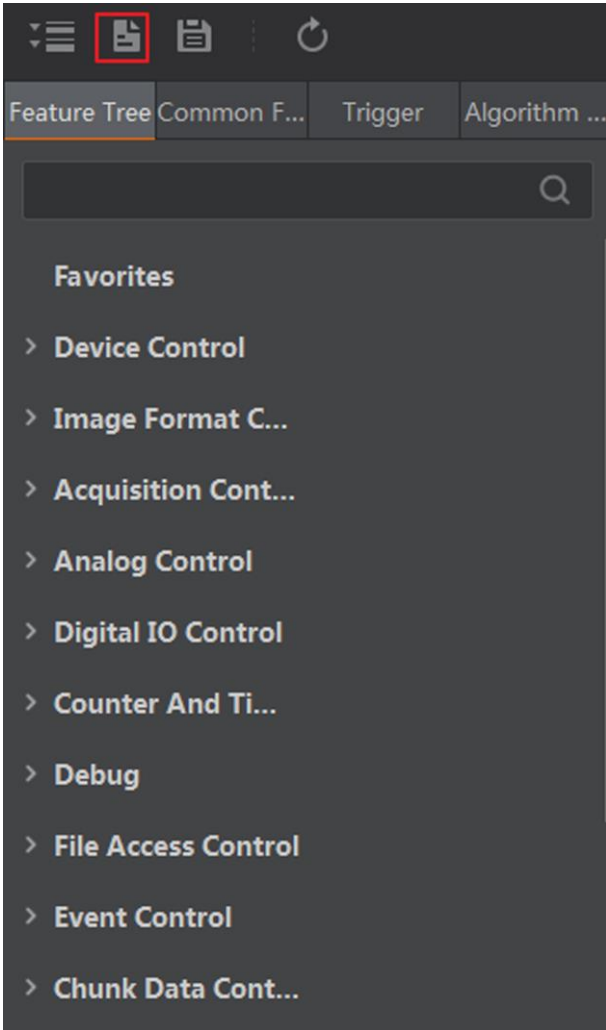 Feature Tree Common F... Trigger Algorithm ...
Favorites
Device Control
Image Format C...
Acquisition Cont...
Analog Control
Digital IO Control
Counter And Ti...
Debug
File Access Control
Event Control
Chunk Data Cont...